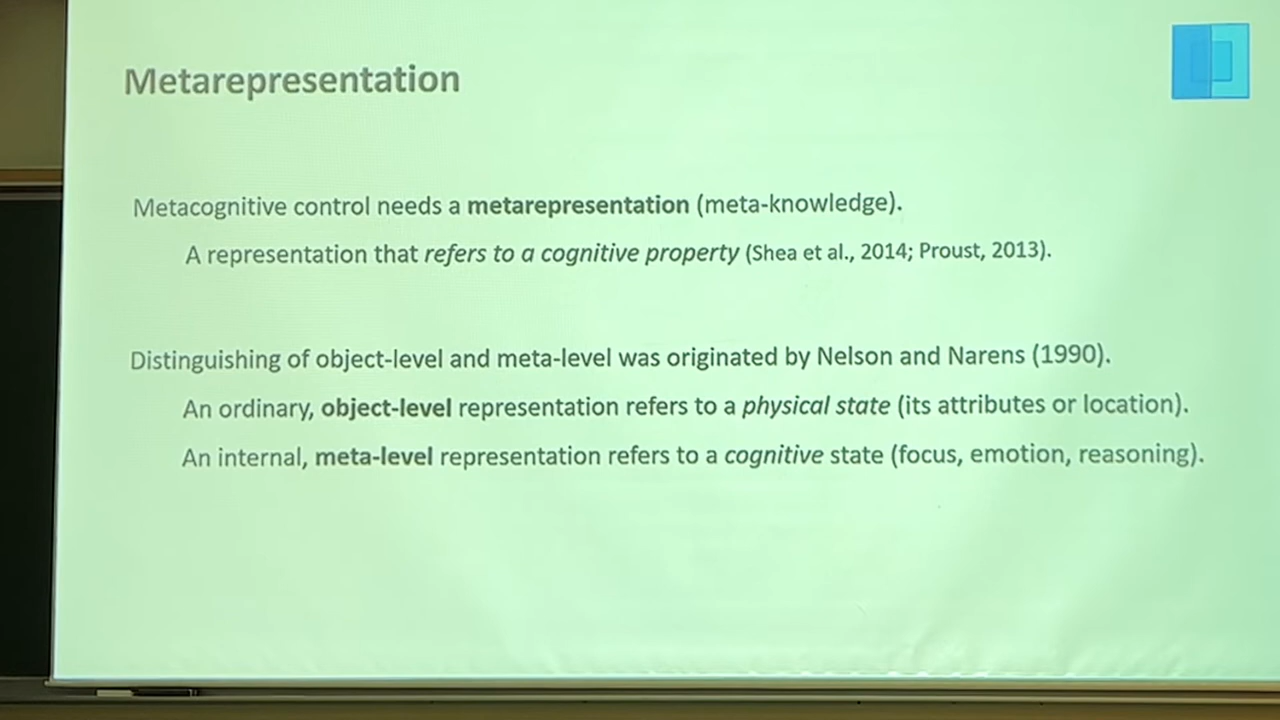 Metarepresentation
Metacognitive control needs a metarepresentation (meta-knowledge).
A representation that refers to a cognitive property (Shea et al., 2014; Proust, 2013).
Distinguishing of object-level and meta-level was originated by Nelson and Narens (1990).
An ordinary, object-level representation refers to a physical state (its attributes or location).
An internal, meta-level representation refers to a cognitive state (focus, emotion, reasoning).